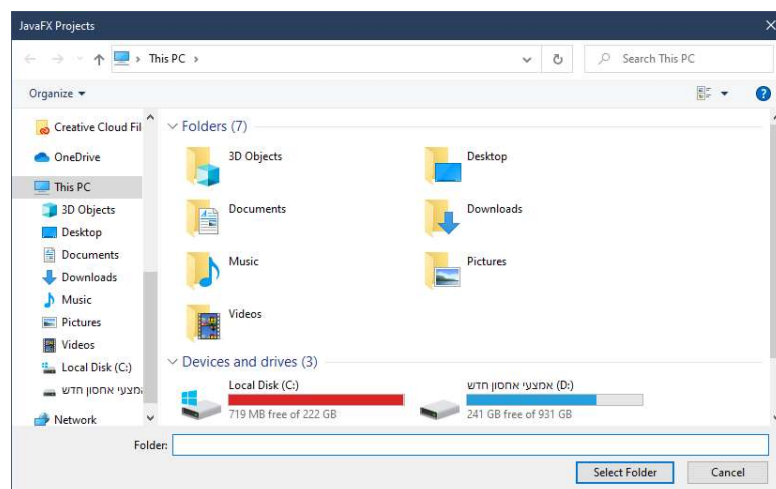 JavaFX Projects
This PC
Search This PC
Organize
Creative Cloud Fil
OneDrive
This PC
3D Objects
Desktop
Documents
Downloads
Music
Pictures
Videos
Local Disk (C:)
אמצעי אחסון חדש
Network
Folders (7)
3D Objects
Desktop
Documents
Downloads
Music
Pictures
Videos
Devices and drives (3)
Local Disk (C:)
719 MB free of 222 GB
אמצעי אחסון חדש (D:)
241 GB free of 931 GB
Folder:
Select Folder
Cancel